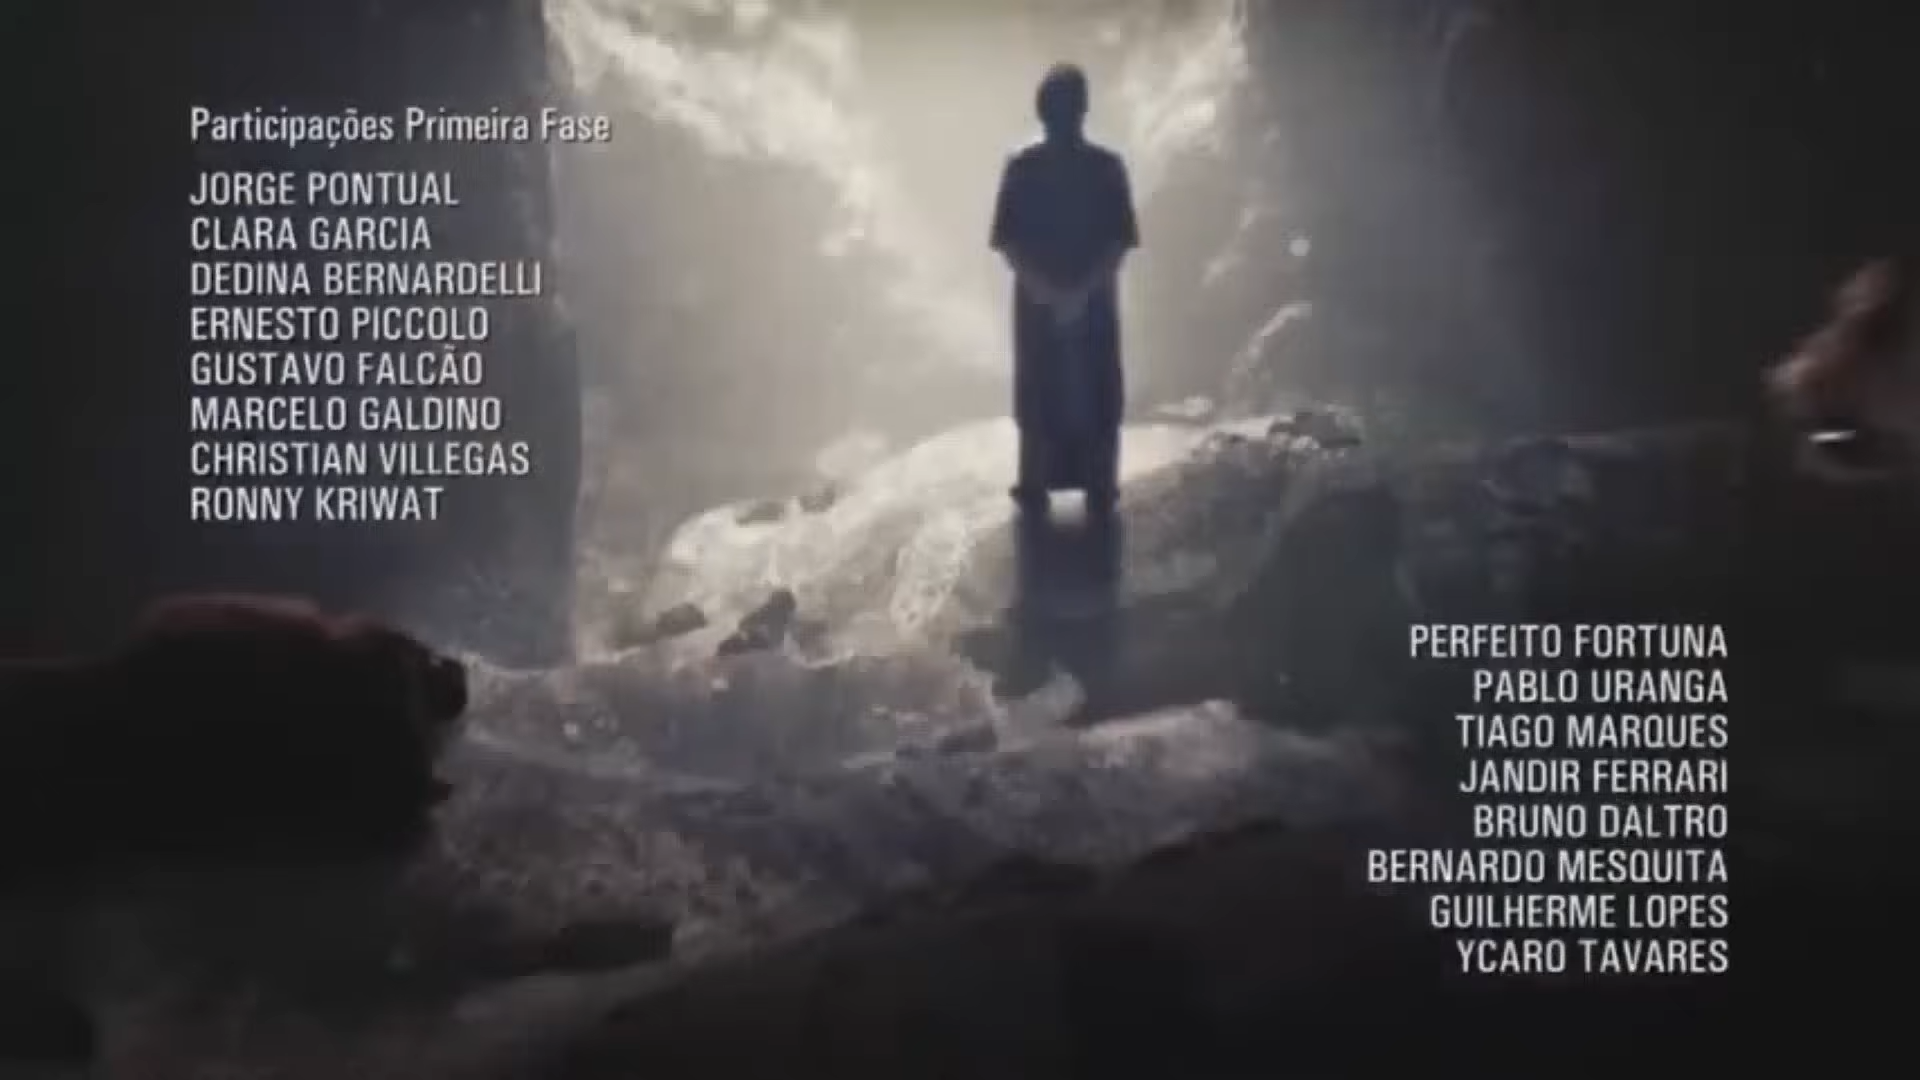 Participações Primeira Fase
JORGE PONTUAL
CLARA GARCIA
DEDINA BERNARDELLI
ERNESTO PICCOLO
GUSTAVO FALCÃO
MARCELO GALDINO
CHRISTIAN VILLEGAS
RONNY KRIWAT
PERFEITO FORTUNA
PABLO URANGA
TIAGO MARQUES
JANDIR FERRARI
BRUNO DALTRO
BERNARDO MESQUITA
GUILHERME LOPES
YCARO TAVARES